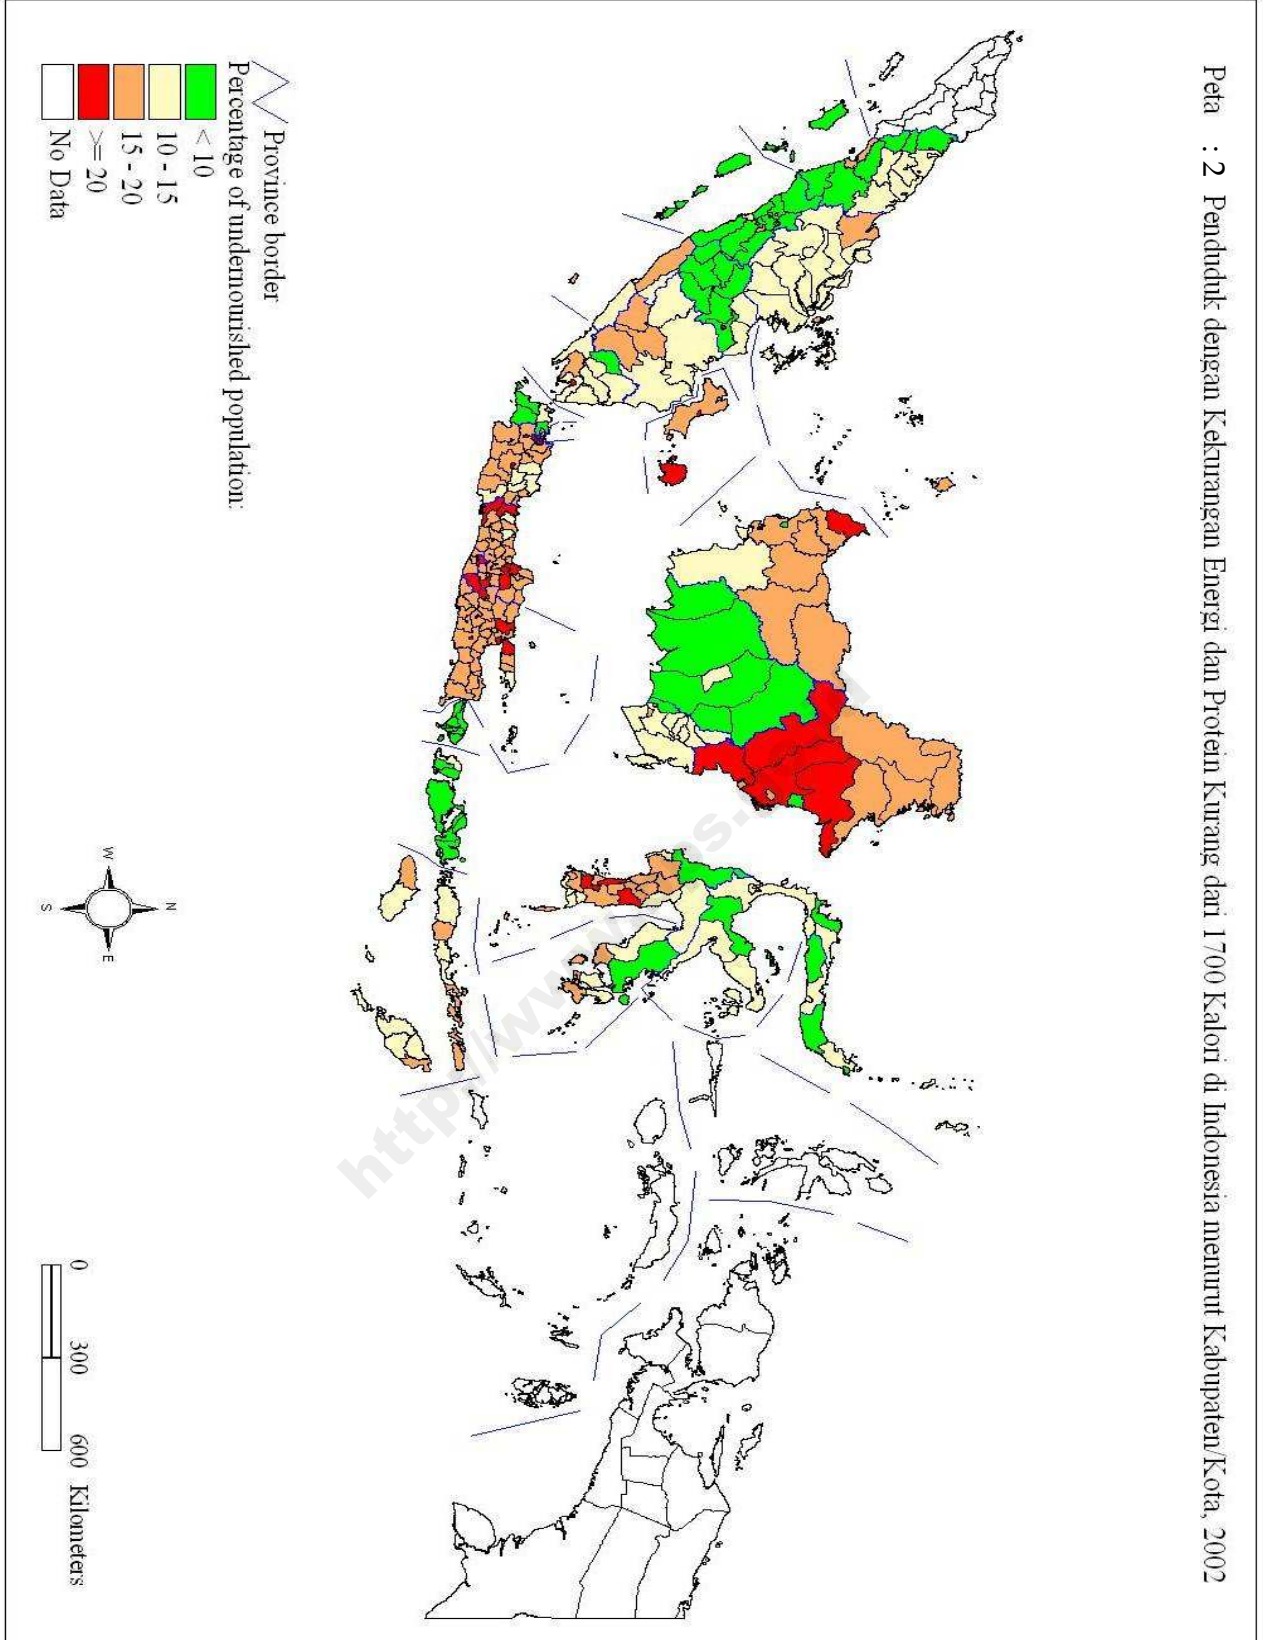 Peta : 2 Penduduk dengan Kekurangan Energi dan Protein Kurang dari 1700 Kalori di Indonesia menurut Kabupaten/Kota, 2002
Province border
Percentage of undernourished population:
< 10
10 - 15
15 - 20
>= 20
No Data
N
W
E
S
0 300 600 Kilometers